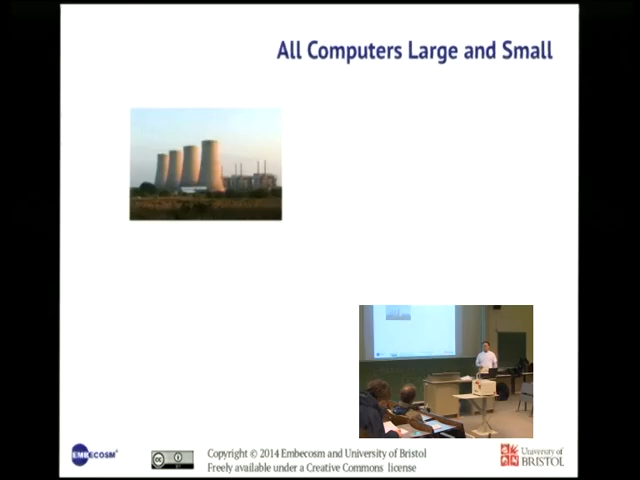 All Computers Large and Small
EMBECOSM®
Copyright © 2014 Embecosm and University of Bristol
Freely available under a Creative Commons license
University of
BRISTOL